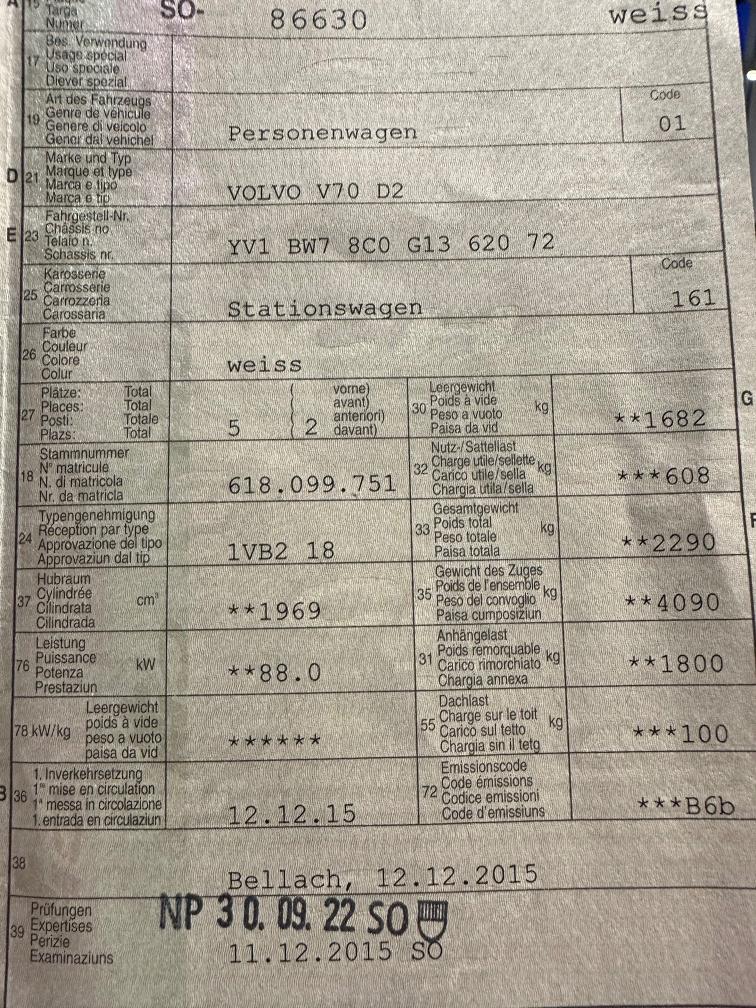 A 15
Targa
Numer
SO-
86630
weiss
17
Bes. Verwendung
Usage spécial
Uso speciale
Diever spezial
19
Art des Fahrzeugs
Genre de véhicule
Genere di veicolo
Gener dal vehichel
Personenwagen
Code
01
D 21
Marke und Typ
Marque et type
Marca e tipo
Marca e tip
VOLVO V70 D2
E 23
Fahrgestell-Nr.
Châssis no.
Telaio n.
Schassis nr.
YV1 BW7 8C0 G13 620 72
25
Karosserie
Carrosserie
Carrozzeria
Carossaria
Stationswagen
Code
161
26
Farbe
Couleur
Colore
Colur
weiss
27
Plätze: Total
Places: Total
Posti: Totale
Plazs: Total
5
( 2
vorne)
avant)
anteriori)
davant)
30
Leergewicht
Poids à vide
Peso a vuoto
Paisa da vid
kg
**1682
G
18
Stammnummer
N° matricule
N. di matricola
Nr. da matricla
618.099.751
32
Nutz-/Sattellast
Charge utile/sellette
Carico utile/sella
Chargia utila/sella
kg
***608
24
Typengenehmigung
Réception par type
Approvazione del tipo
Approvaziun dal tip
1VB2 18
33
Gesamtgewicht
Poids total
Peso totale
Paisa totala
kg
**2290
F
37
Hubraum
Cylindrée
Cilindrata
Cilindrada
cm³
**1969
35
Gewicht des Zuges
Poids de l'ensemble
Peso del convoglio
Paisa cumposiziun
kg
**4090
76
Leistung
Puissance
Potenza
Prestaziun
kW
**88.0
31
Anhängelast
Poids remorquable
Carico rimorchiato
Chargia annexa
kg
**1800
78 kW/kg
Leergewicht
poids à vide
peso a vuoto
paisa da vid
******
55
Dachlast
Charge sur le toit
Carico sul tetto
Chargia sin il tetg
kg
***100
B 36
1. Inverkehrsetzung
1re mise en circulation
1a messa in circolazione
1. entrada en circulaziun
12.12.15
72
Emissionscode
Code émissions
Codice emissioni
Code d'emissiuns
***B6b
38
Bellach, 12.12.2015
39
Prüfungen
Expertises
Perizie
Examinaziuns
NP 30. 09. 22 SO
11.12.2015 SO